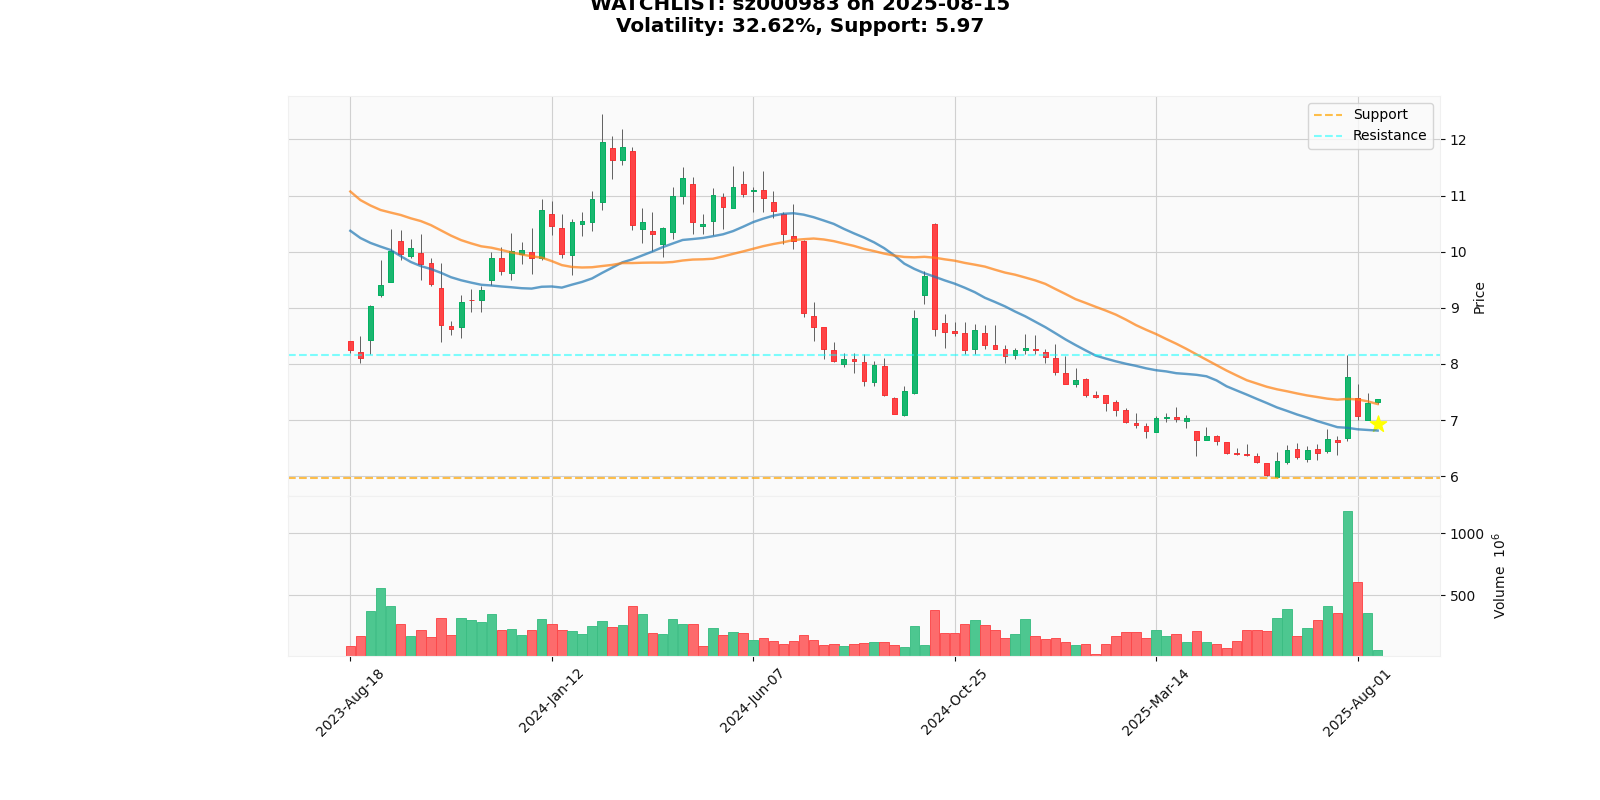 WATCHLIST: sz000983 on 2025-08-15
Volatility: 32.62%, Support: 5.97
Support
Resistance
12
11
10
9
8
7
6
Price
1000
500
Volume 10^6
2023-Aug-18
2024-Jan-12
2024-Jun-07
2024-Oct-25
2025-Mar-14
2025-Aug-01